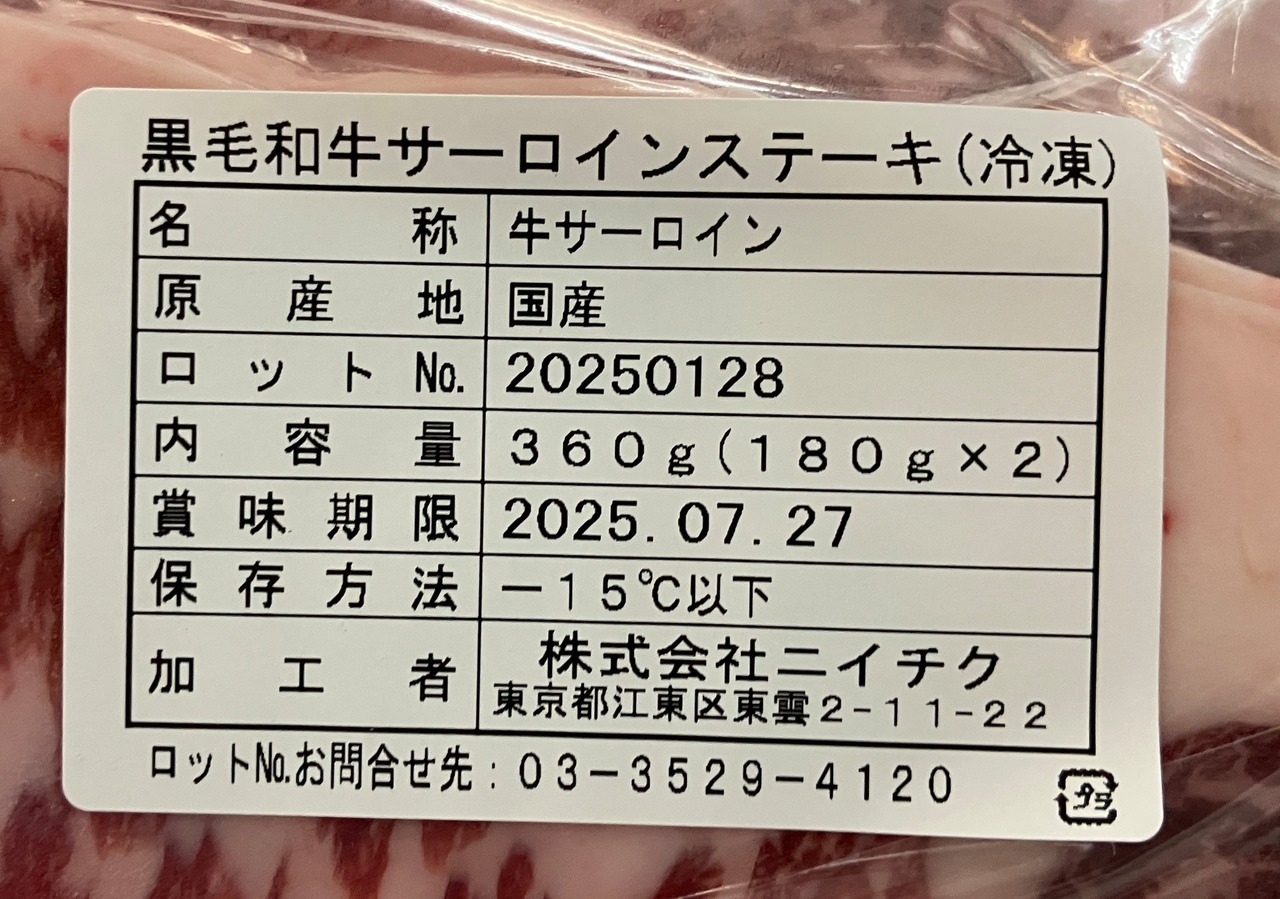 黒毛和牛サーロインステーキ(冷凍)
名称 牛サーロイン
原産地 国産
ロットNo. 20250128
内容量 360g(180g×2)
賞味期限 2025.07.27
保存方法 −15℃以下
加工者 株式会社ニイチク
東京都江東区東雲2-11-22
ロットNo.お問合せ先:03−3529−4120
プラ